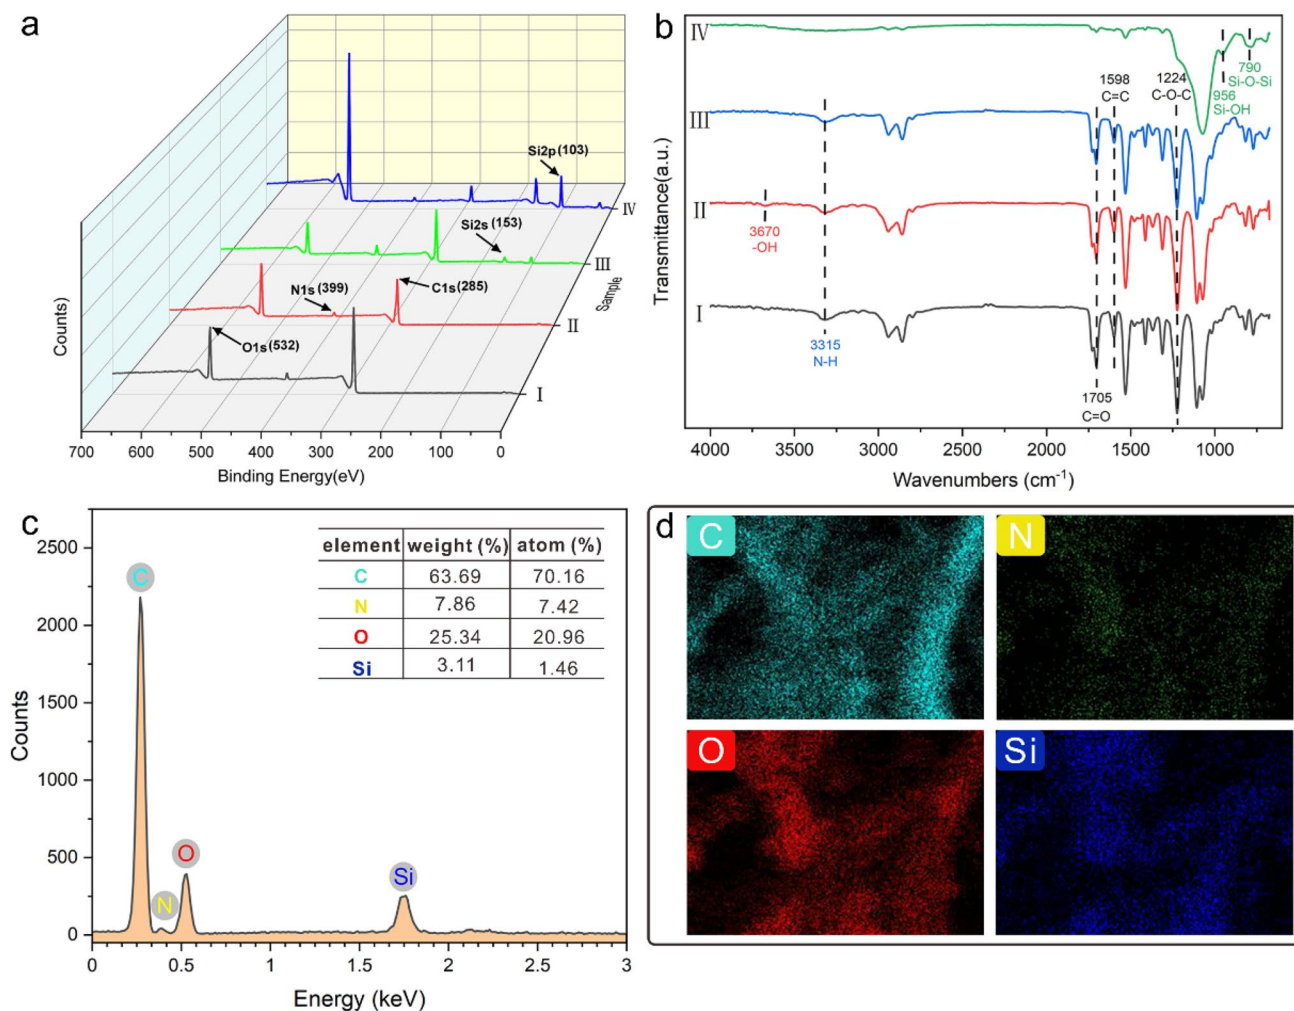 a
Si2p(103)
IV
Si2s(153)
III
Sample
N1s(399)
C1s(285)
II
O1s(532)
I
Counts
700 600 500 400 300 200 100 0
Binding Energy(eV)
b
IV
790
Si-O-Si
956
Si-OH
1598
C=C
1224
C-O-C
III
II
3670
-OH
I
3315
N-H
1705
C=O
Transmittance(a.u.)
4000 3500 3000 2500 2000 1500 1000
Wavenumbers (cm-1)
c
element weight (%) atom (%)
C 63.69 70.16
N 7.86 7.42
O 25.34 20.96
Si 3.11 1.46
C
N
O
Si
2500
2000
1500
1000
500
0
Counts
0 0.5 1 1.5 2 2.5 3
Energy (keV)
d
C
N
O
Si